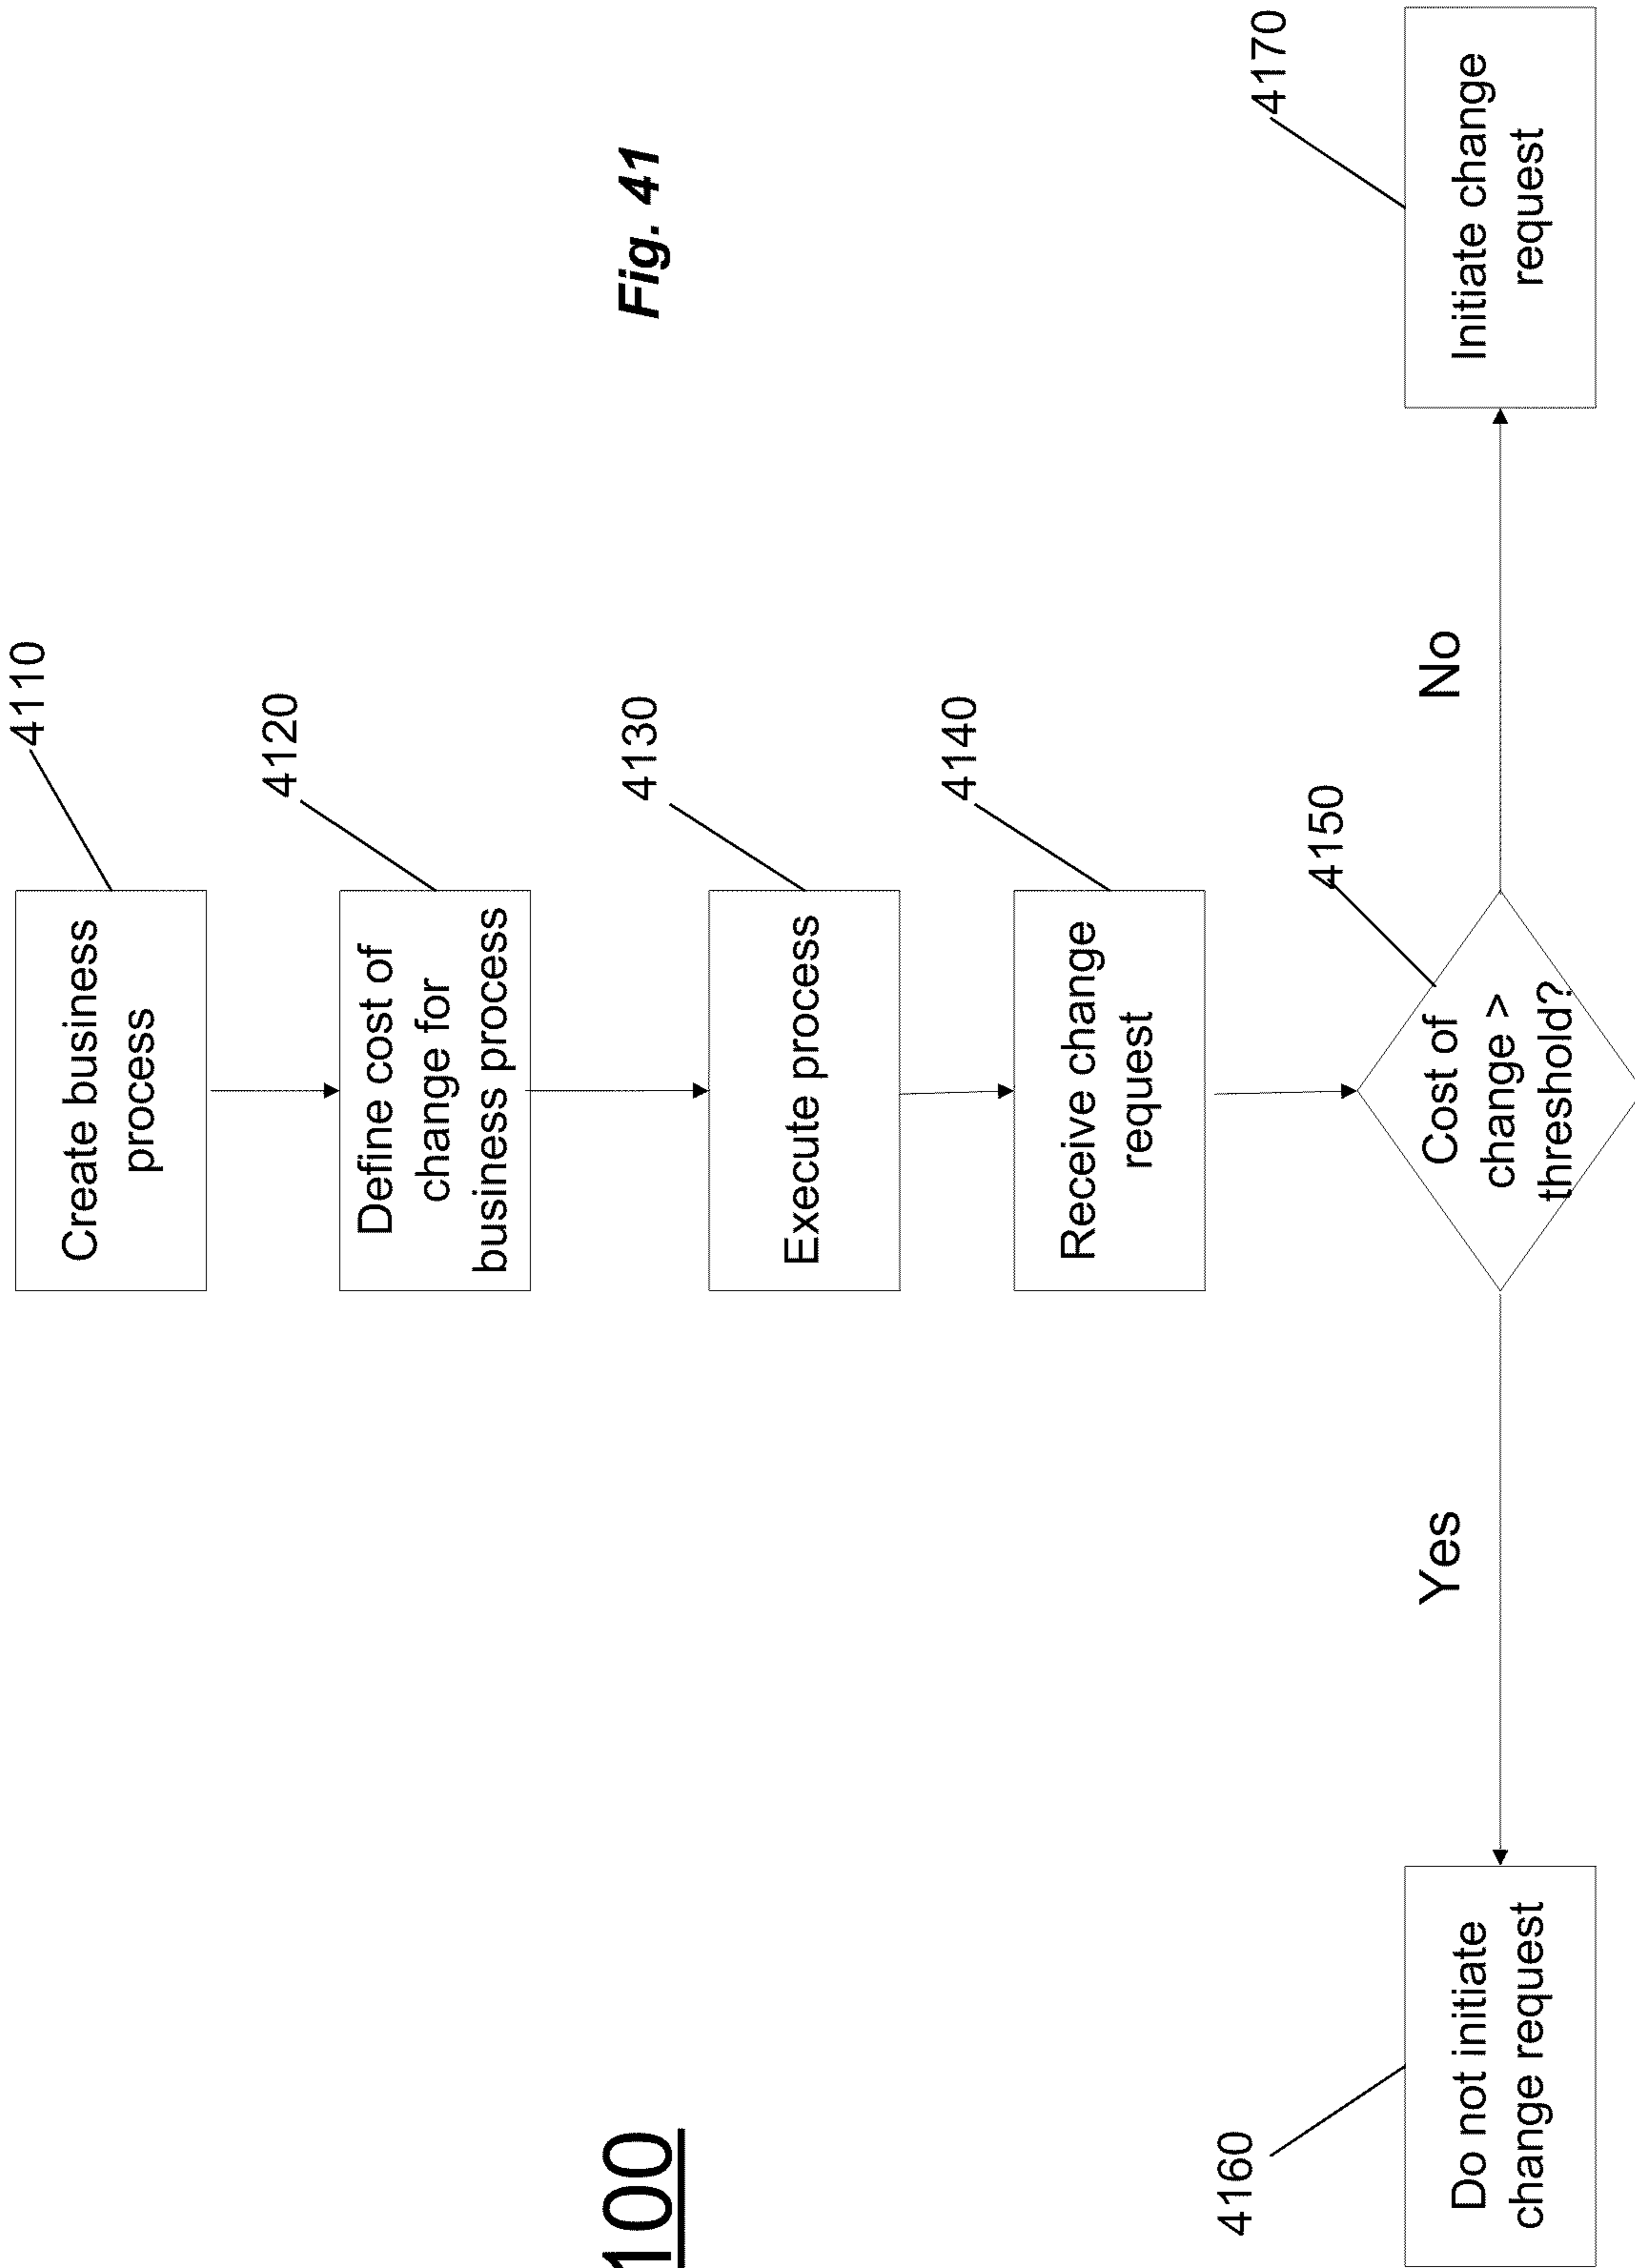 4110
Create business
process
4120
Define cost of
change for
business process
100
Fig. 41
4130
Execute process
4140
Receive change
request
4150
Cost of
change >
threshold?
Yes
No
4160
Do not initiate
change request
4170
Initiate change
request